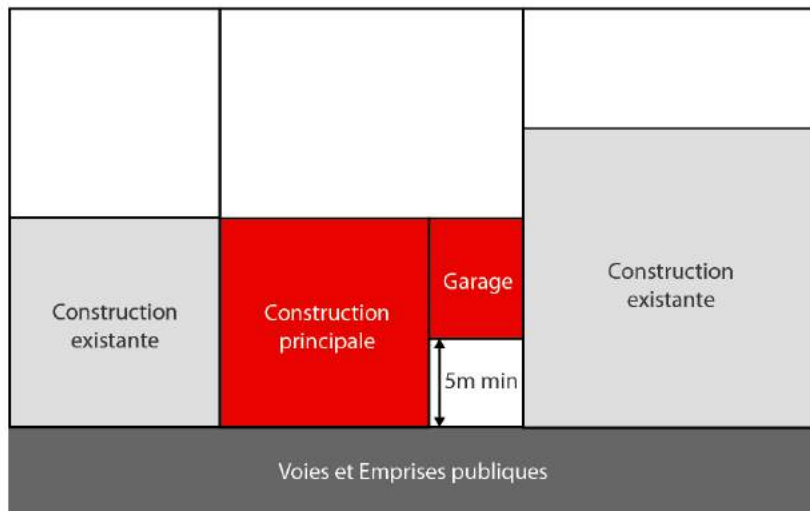 Construction
existante
Construction
principale
Garage
5m min
Construction
existante
Voies et Emprises publiques